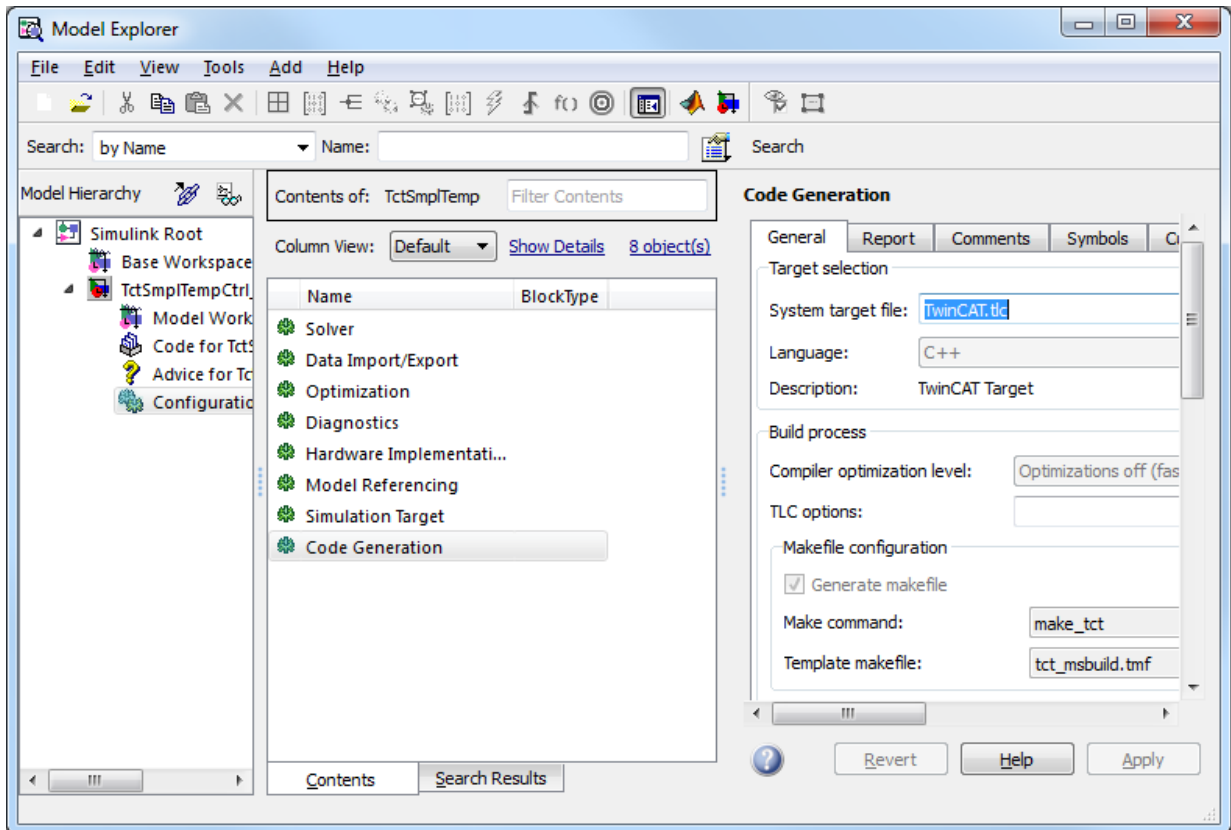 Model Explorer
File Edit View Tools Add Help
f()
Search: by Name Name: Search
Model Hierarchy
Simulink Root
Base Workspace
TctSmplTempCtrl_
Model Work
Code for TctS
Advice for Tc
Configuratio
Contents of: TctSmplTemp Filter Contents
Column View: Default Show Details 8 object(s)
Name BlockType
Solver
Data Import/Export
Optimization
Diagnostics
Hardware Implementati...
Model Referencing
Simulation Target
Code Generation
Contents Search Results
Code Generation
General Report Comments Symbols
Target selection
System target file: TwinCAT.tlc
Language: C++
Description: TwinCAT Target
Build process
Compiler optimization level: Optimizations off (fas
TLC options:
Makefile configuration
Generate makefile
Make command: make_tct
Template makefile: tct_msbuild.tmf
Revert Help Apply